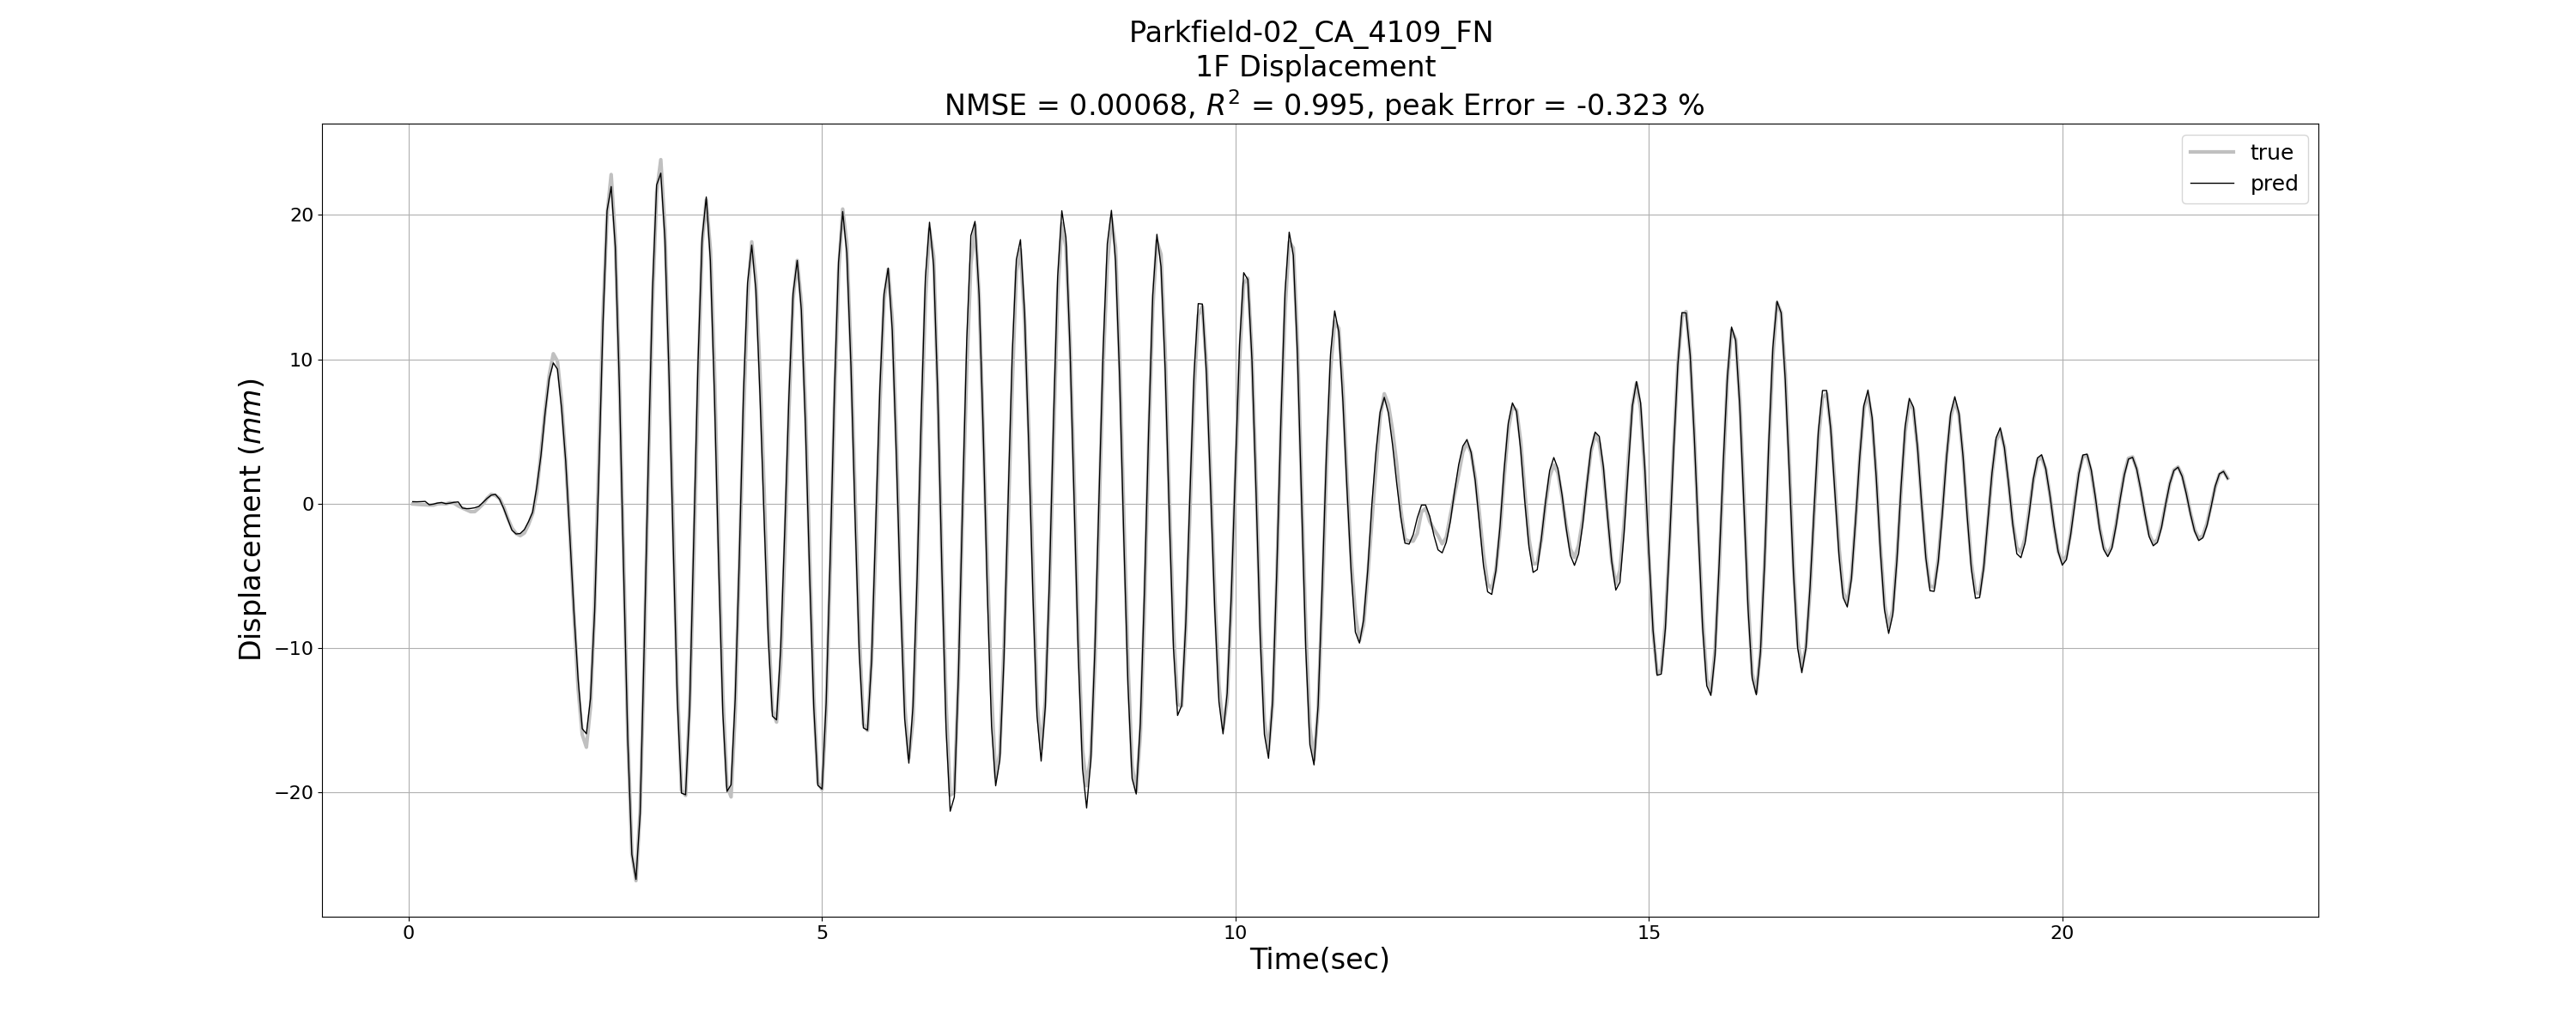 Parkfield-02_CA_4109_FN
1F Displacement
NMSE = 0.00068, R² = 0.995, peak Error = -0.323 %
true
pred
Displacement (mm)
20
10
0
−10
−20
0 5 10 15 20
Time(sec)